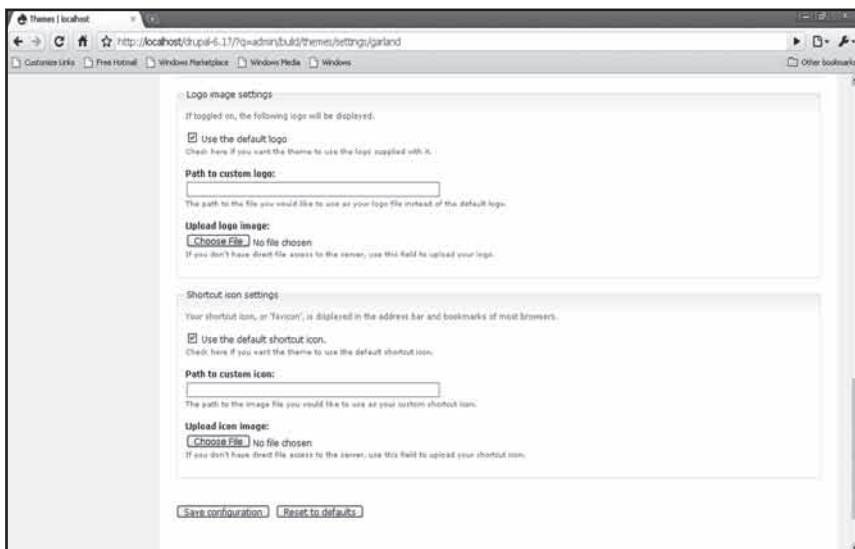 Themes | localhost
http://localhost/drupal-6.17/?q=admin/build/themes/settings/garland
Customize Links Free Hotmail Windows Marketplace Windows Media Windows Other bookmarks
Logo image settings
If toggled on, the following logo will be displayed.
Use the default logo
Check here if you want the theme to use the logo supplied with it.
Path to custom logo:
The path to the file you would like to use as your logo file instead of the default logo.
Upload logo image:
Choose File No file chosen
If you don't have direct file access to the server, use this field to upload your logo.
Shortcut icon settings
Your shortcut icon, or 'favicon', is displayed in the address bar and bookmarks of most browsers.
Use the default shortcut icon.
Check here if you want the theme to use the default shortcut icon.
Path to custom icon:
The path to the image file you would like to use as your custom shortcut icon.
Upload icon image:
Choose File No file chosen
If you don't have direct file access to the server, use this field to upload your shortcut icon.
Save configuration Reset to defaults